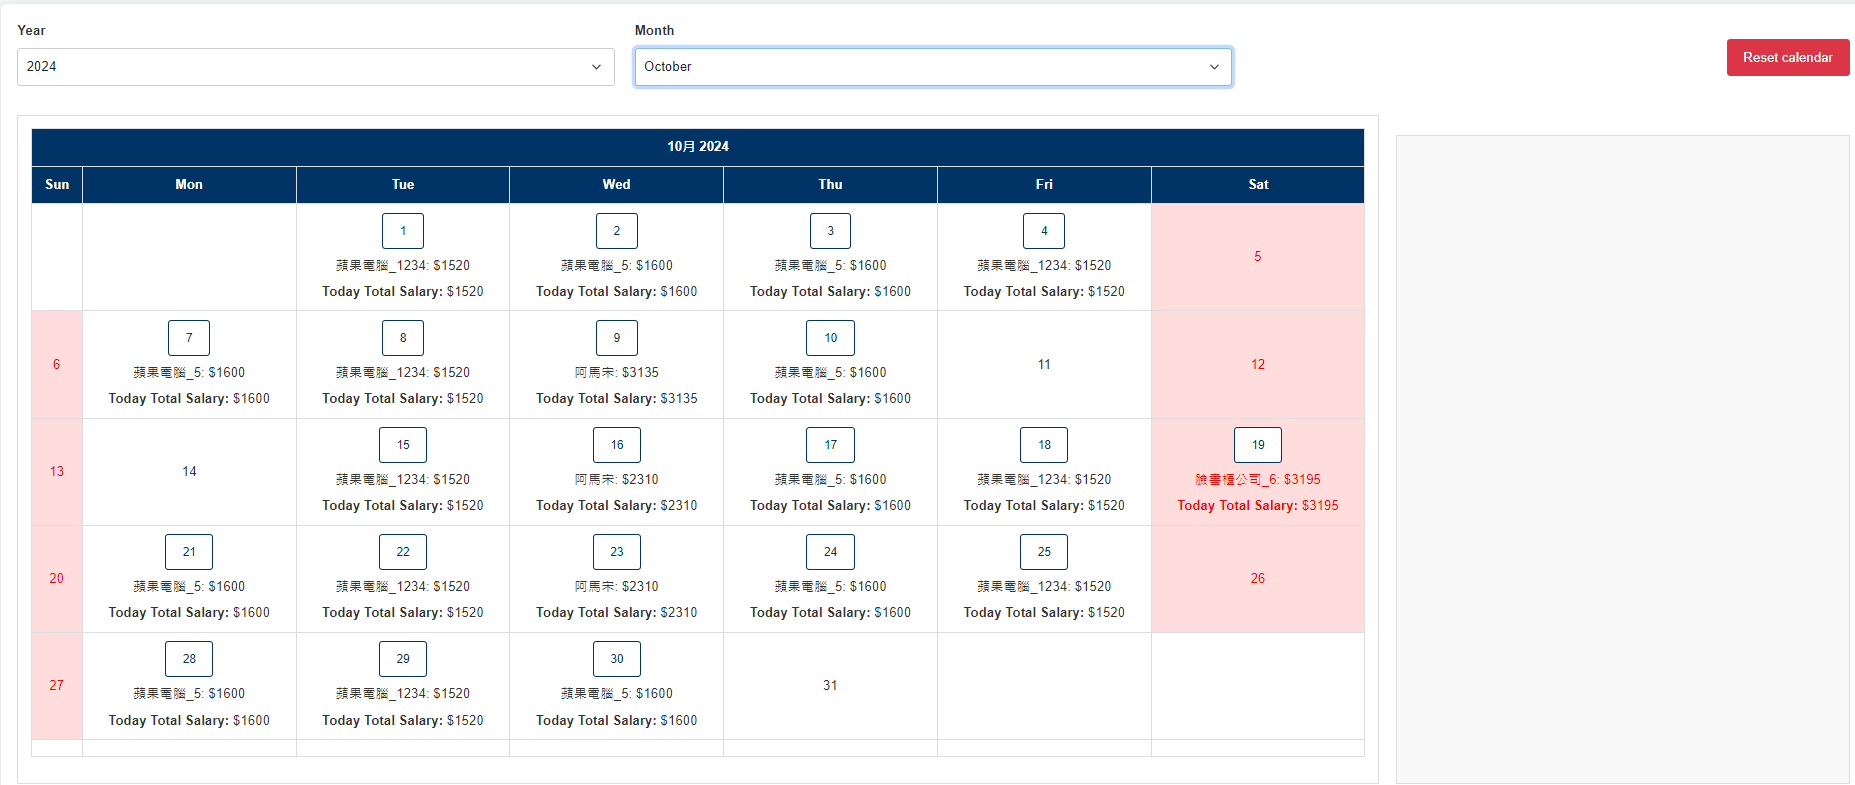 Year
Month
2024
October
Reset calendar
10月 2024
Sun Mon Tue Wed Thu Fri Sat
1
蘋果電腦_1234: $1520
Today Total Salary: $1520
2
蘋果電腦_5: $1600
Today Total Salary: $1600
3
蘋果電腦_5: $1600
Today Total Salary: $1600
4
蘋果電腦_1234: $1520
Today Total Salary: $1520
5
6
7
蘋果電腦_5: $1600
Today Total Salary: $1600
8
蘋果電腦_1234: $1520
Today Total Salary: $1520
9
阿馬宋: $3135
Today Total Salary: $3135
10
蘋果電腦_5: $1600
Today Total Salary: $1600
11
12
13
14
15
蘋果電腦_1234: $1520
Today Total Salary: $1520
16
阿馬宋: $2310
Today Total Salary: $2310
17
蘋果電腦_5: $1600
Today Total Salary: $1600
18
蘋果電腦_1234: $1520
Today Total Salary: $1520
19
臉書檯公司_6: $3195
Today Total Salary: $3195
20
21
蘋果電腦_5: $1600
Today Total Salary: $1600
22
蘋果電腦_1234: $1520
Today Total Salary: $1520
23
阿馬宋: $2310
Today Total Salary: $2310
24
蘋果電腦_5: $1600
Today Total Salary: $1600
25
蘋果電腦_1234: $1520
Today Total Salary: $1520
26
27
28
蘋果電腦_5: $1600
Today Total Salary: $1600
29
蘋果電腦_1234: $1520
Today Total Salary: $1520
30
蘋果電腦_5: $1600
Today Total Salary: $1600
31